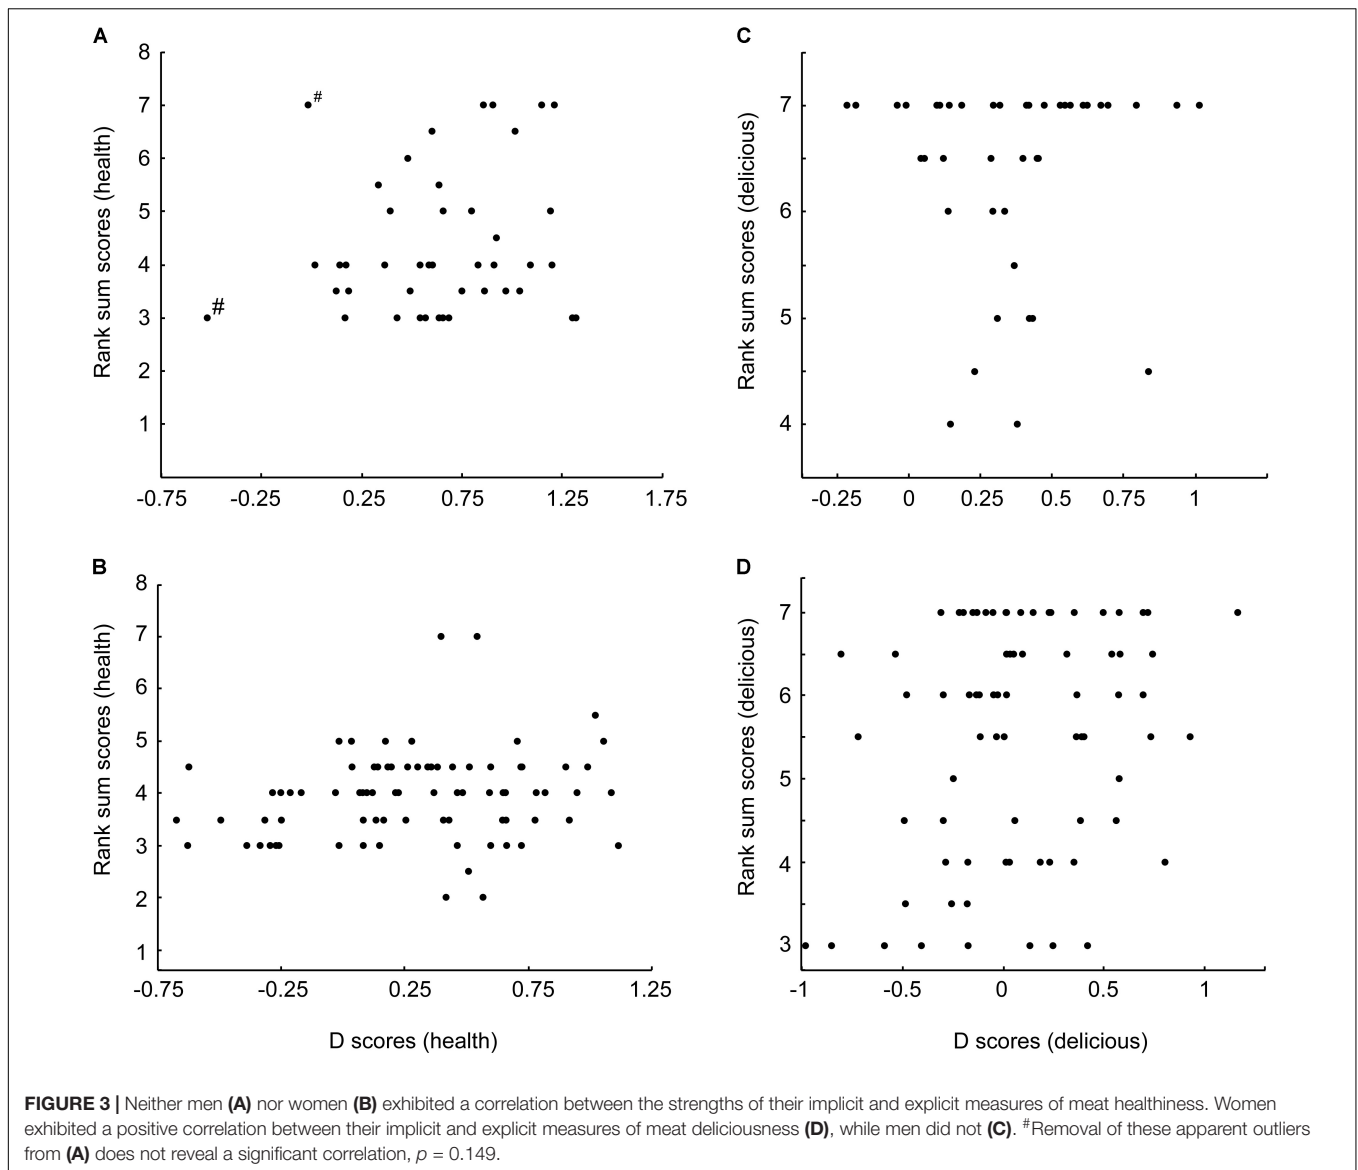 A
8
7
6
5
4
3
2
1
#
#
Rank sum scores (health)
-0.75 -0.25 0.25 0.75 1.25 1.75
C
7
6
5
4
Rank sum scores (delicious)
-0.25 0 0.25 0.5 0.75 1
B
8
7
6
5
4
3
2
1
Rank sum scores (health)
-0.75 -0.25 0.25 0.75 1.25
D scores (health)
D
7
6
5
4
3
Rank sum scores (delicious)
-1 -0.5 0 0.5 1
D scores (delicious)
FIGURE 3 | Neither men (A) nor women (B) exhibited a correlation between the strengths of their implicit and explicit measures of meat healthiness. Women
exhibited a positive correlation between their implicit and explicit measures of meat deliciousness (D), while men did not (C). #Removal of these apparent outliers
from (A) does not reveal a significant correlation, p = 0.149.